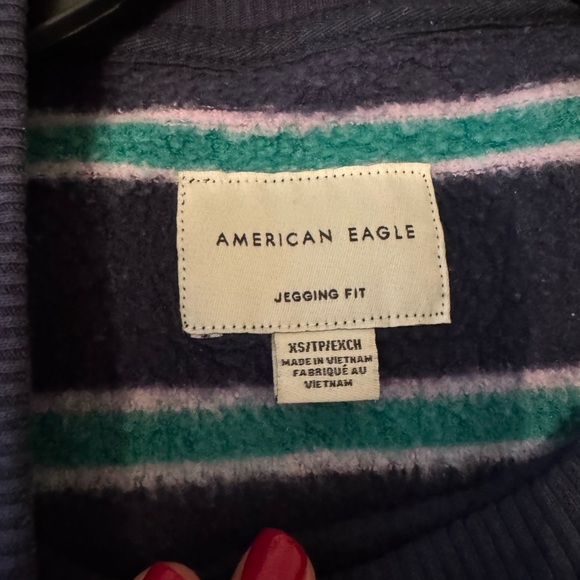 AMERICAN EAGLE
JEGGING FIT
XS/TP/EXCH
MADE IN VIETNAM
FABRIQUÉ AU
VIETNAM